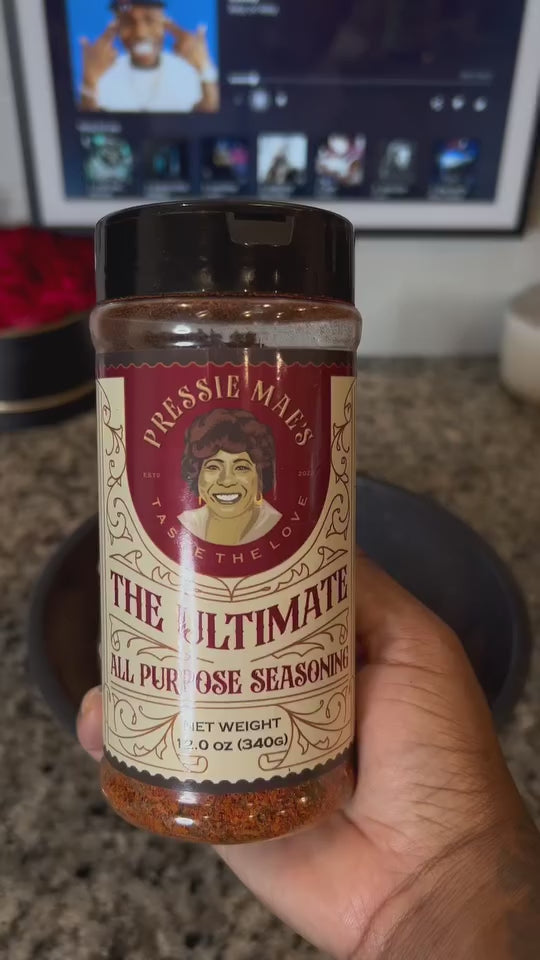 PRESSIE MAE'S
ESTD
TASTE THE LOVE
THE ULTIMATE
ALL PURPOSE SEASONING
NET WEIGHT
12.0 oz (340G)